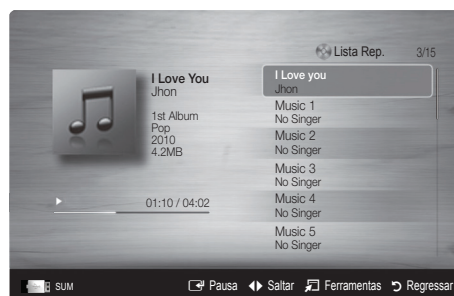 Lista Rep. 3/15
I Love You
Jhon
1st Album
Pop
2010
4.2MB
01:10 / 04:02
I Love you
Jhon
Music 1
No Singer
Music 2
No Singer
Music 3
No Singer
Music 4
No Singer
Music 5
No Singer
SUM Pausa Saltar Ferramentas Regressar